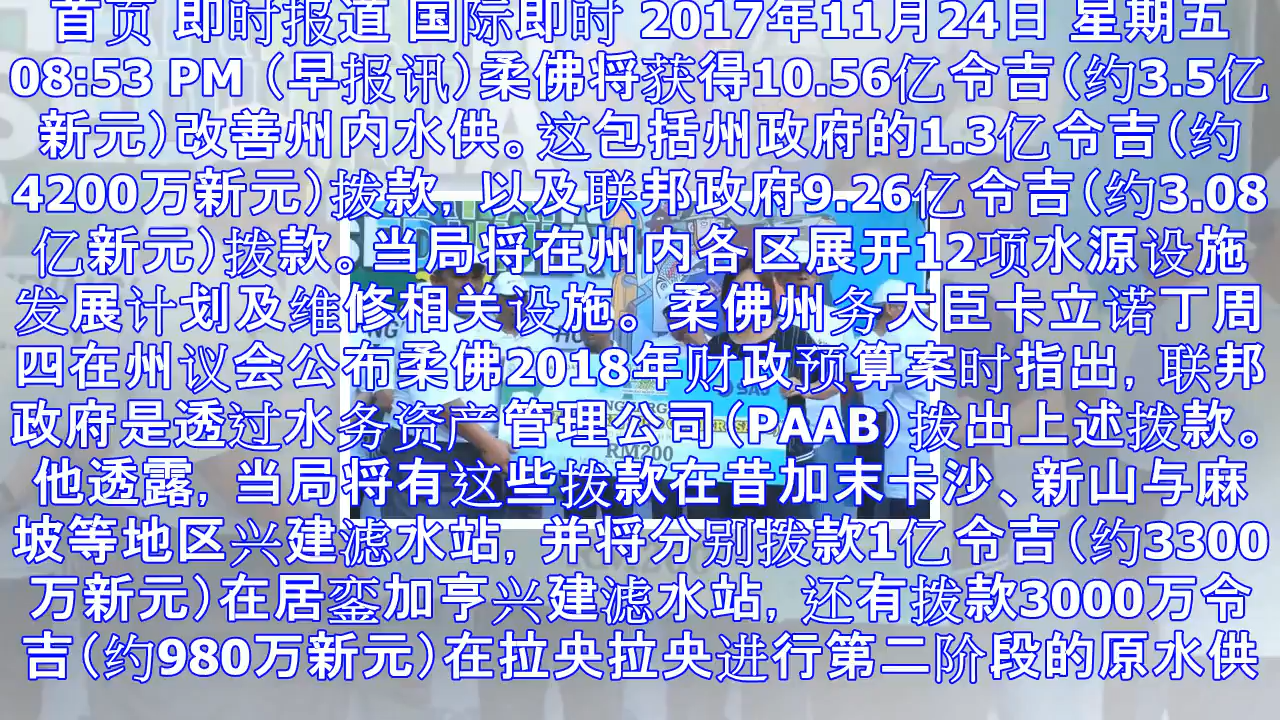 首页 即时报道 国际即时 2017年11月24日 星期五
08:53 PM (早报讯)柔佛将获得10.56亿令吉(约3.5亿
新元)改善州内水供。这包括州政府的1.3亿令吉(约
4200万新元)拨款, 以及联邦政府9.26亿令吉(约3.08
亿新元)拨款。当局将在州内各区展开12项水源设施
发展计划及维修相关设施。 柔佛州务大臣卡立诺丁周
四在州议会公布柔佛2018年财政预算案时指出, 联邦
政府是透过水务资产管理公司(PAAB)拨出上述拨款。
他透露, 当局将有这些拨款在昔加末卡沙、新山与麻
坡等地区兴建滤水站, 并将分别拨款1亿令吉(约3300
万新元)在居銮加亨兴建滤水站, 还有拨款3000万令
吉(约980万新元)在拉央拉央进行第二阶段的原水供
RM200